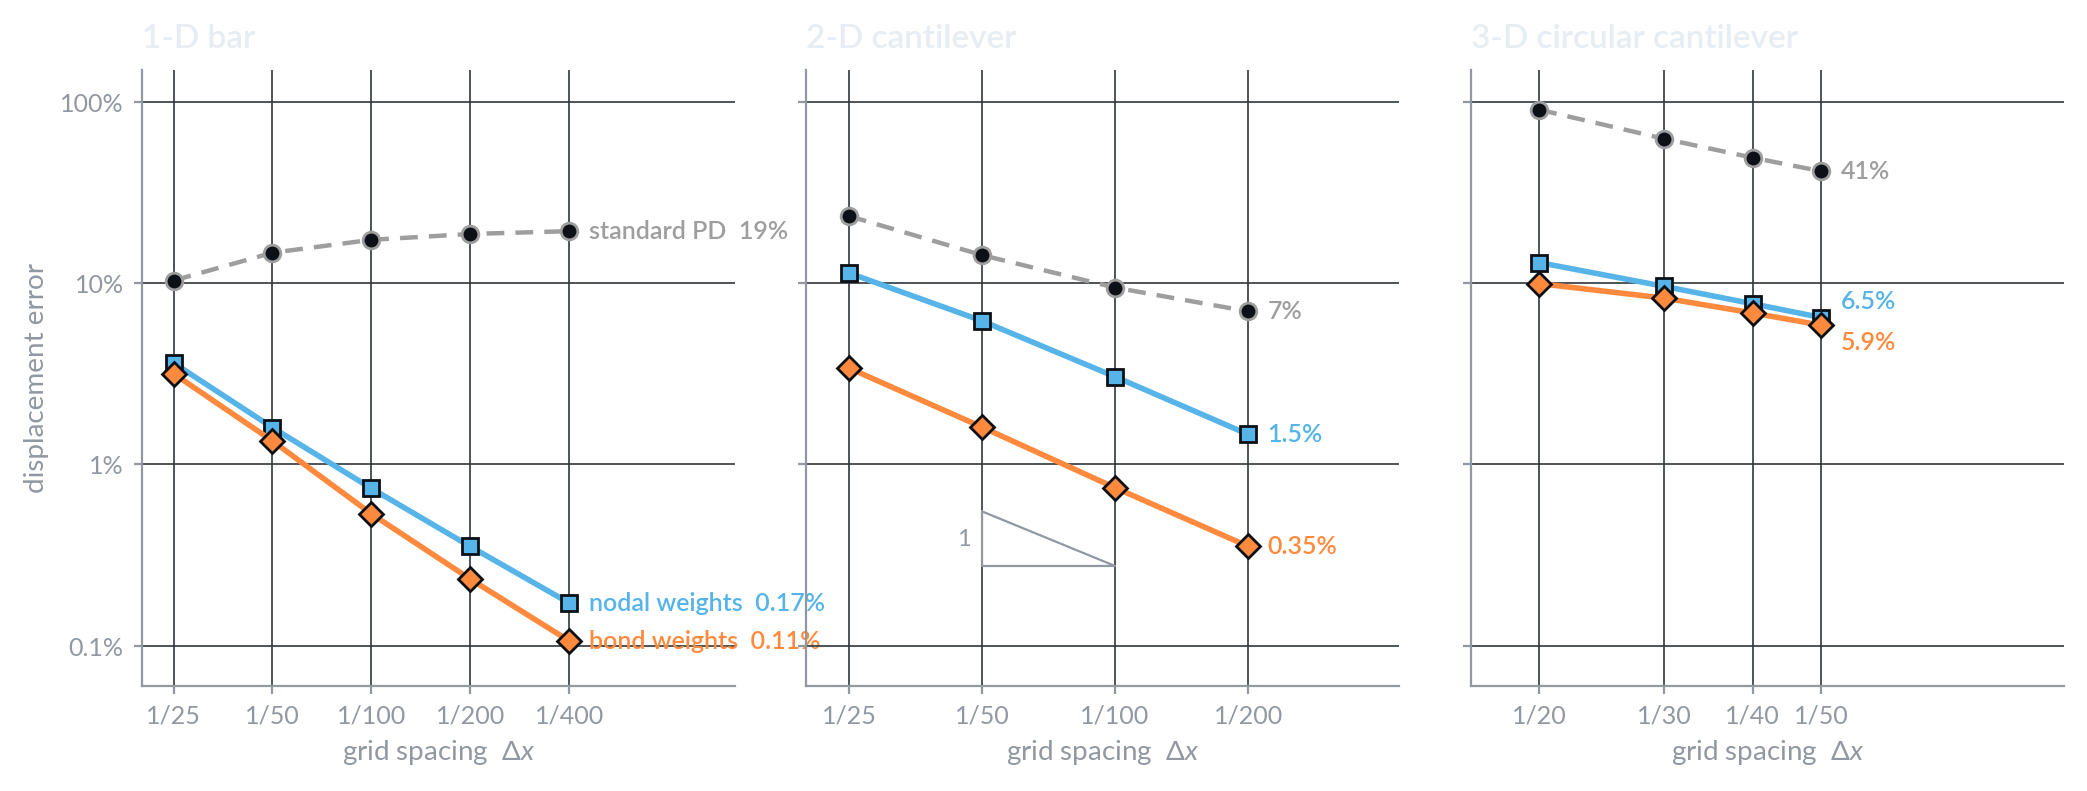 1-D bar
2-D cantilever
3-D circular cantilever
displacement error
100%
10%
1%
0.1%
standard PD 19%
nodal weights 0.17%
bond weights 0.11%
1/25
1/50
1/100
1/200
1/400
grid spacing Δx
7%
1.5%
0.35%
1
1/25
1/50
1/100
1/200
grid spacing Δx
41%
6.5%
5.9%
1/20
1/30
1/40
1/50
grid spacing Δx